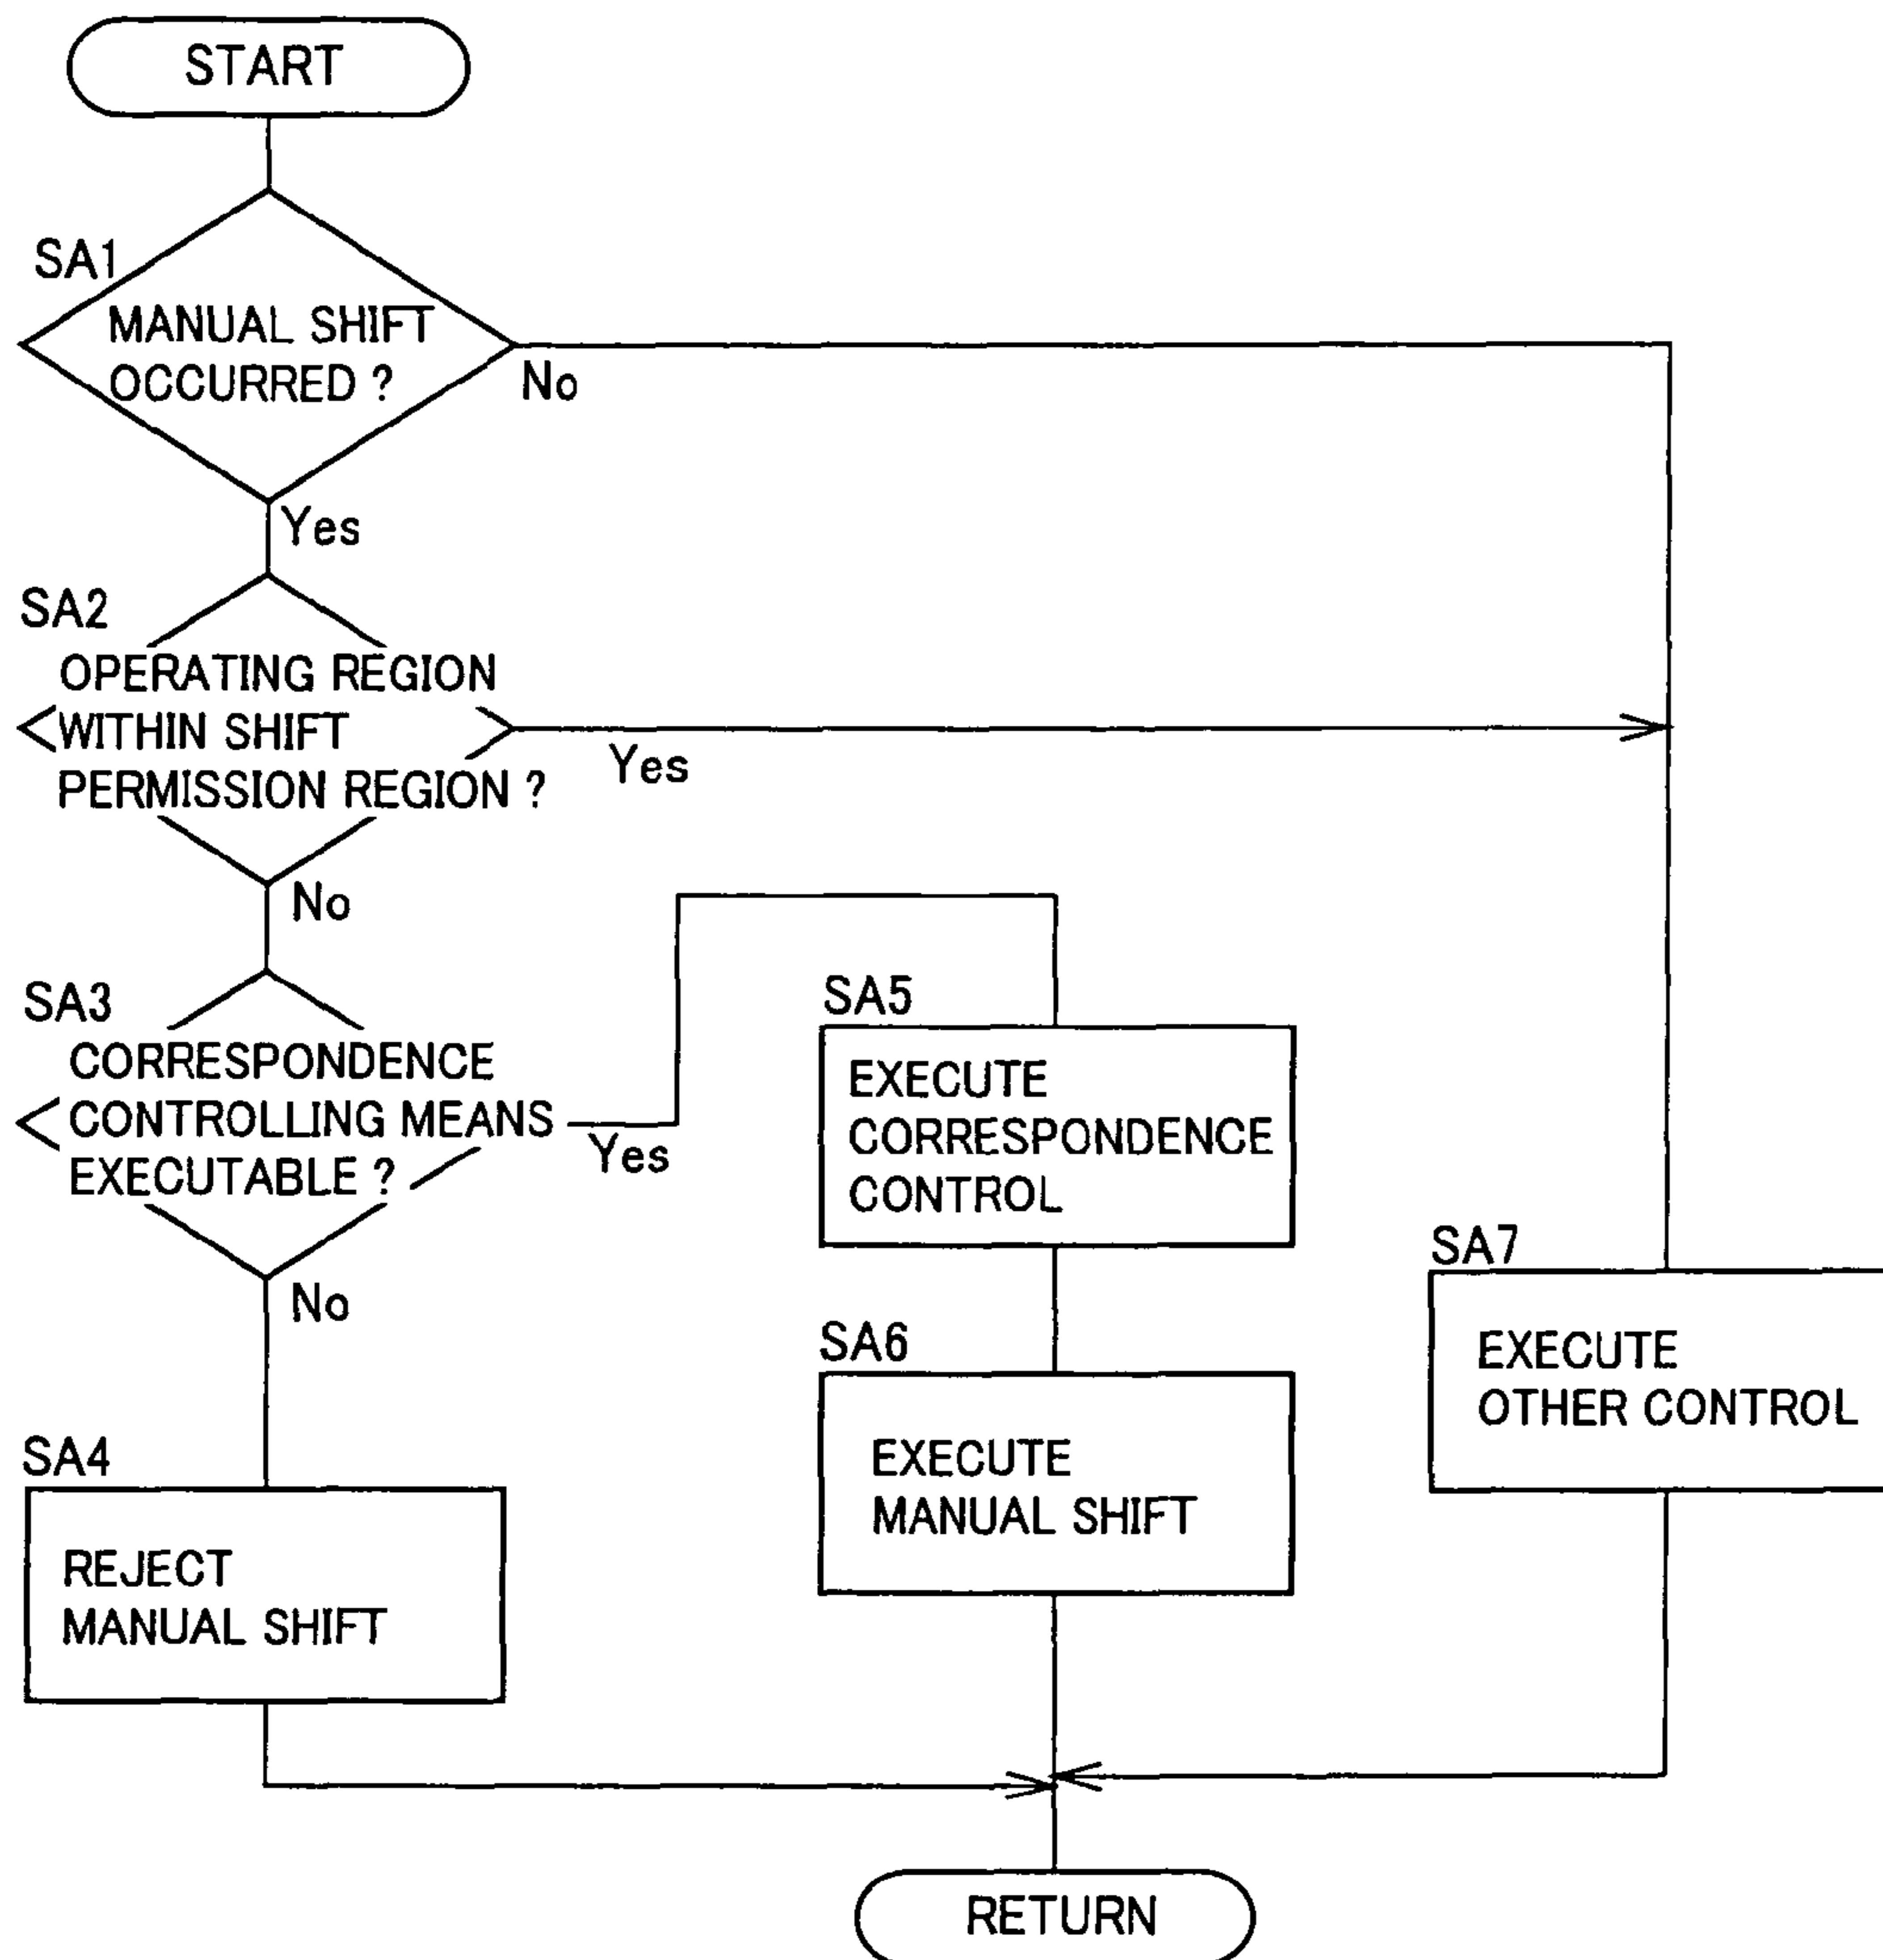 START
SA1
MANUAL SHIFT
OCCURRED ?
No
Yes
SA2
OPERATING REGION
WITHIN SHIFT
PERMISSION REGION ?
Yes
No
SA3
CORRESPONDENCE
CONTROLLING MEANS
EXECUTABLE ?
Yes
No
SA4
REJECT
MANUAL SHIFT
SA5
EXECUTE
CORRESPONDENCE
CONTROL
SA6
EXECUTE
MANUAL SHIFT
SA7
EXECUTE
OTHER CONTROL
RETURN